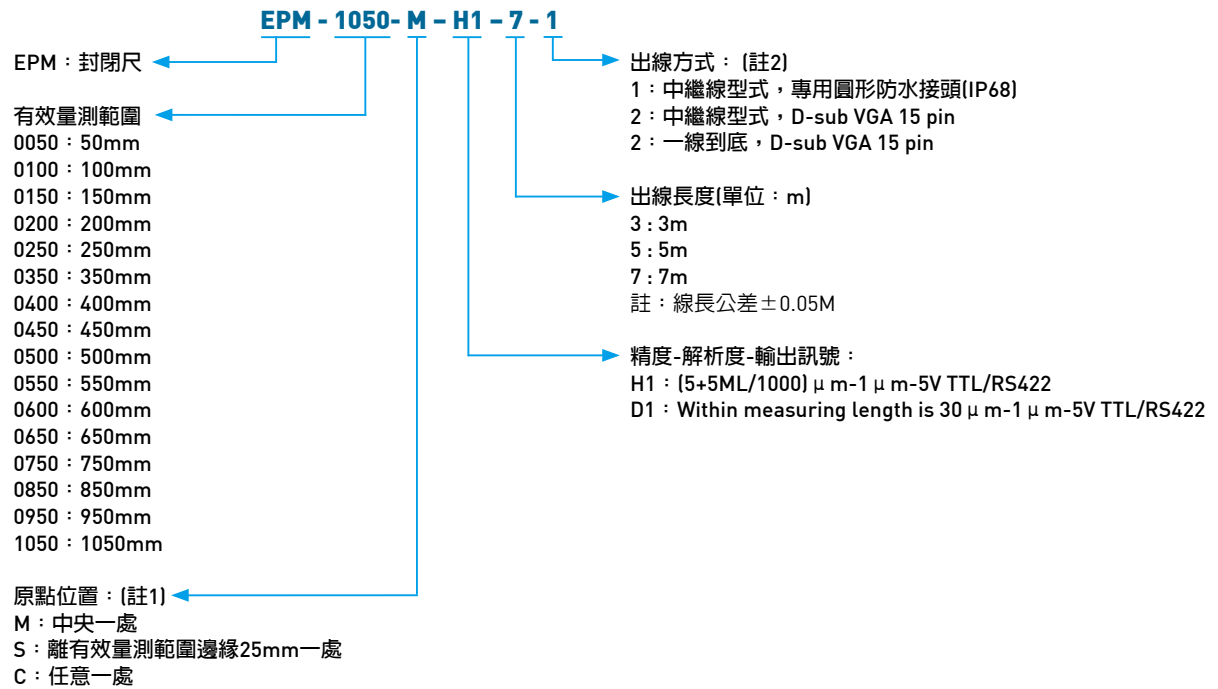 EPM - 1050- M – H1 – 7 - 1
EPM：封閉尺
有效量測範圍
0050：50mm
0100：100mm
0150：150mm
0200：200mm
0250：250mm
0350：350mm
0400：400mm
0450：450mm
0500：500mm
0550：550mm
0600：600mm
0650：650mm
0750：750mm
0850：850mm
0950：950mm
1050：1050mm
原點位置：(註1)
M：中央一處
S：離有效量測範圍邊緣25mm一處
C：任意一處
出線方式： (註2)
1：中繼線型式，專用圓形防水接頭(IP68)
2：中繼線型式，D-sub VGA 15 pin
2：一線到底，D-sub VGA 15 pin
出線長度(單位：m)
3 : 3m
5 : 5m
7 : 7m
註：線長公差±0.05M
精度-解析度-輸出訊號：
H1：(5+5ML/1000) μ m-1 μ m-5V TTL/RS422
D1：Within measuring length is 30 μ m-1 μ m-5V TTL/RS422